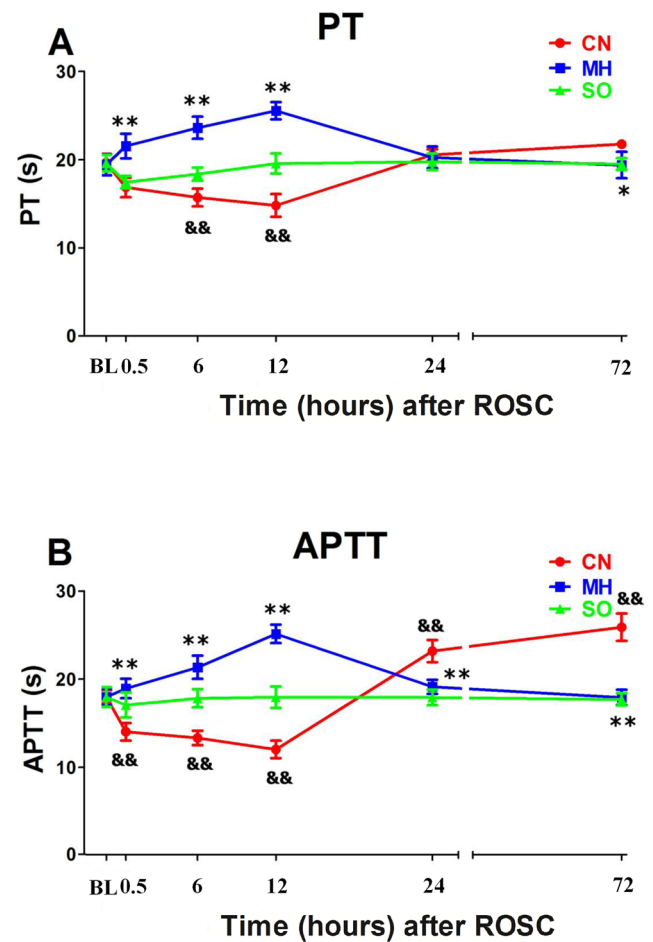 A
PT
CN
MH
SO
30
20
10
0
PT (s)
**
**
**
&&
&&
*
BL 0.5 6 12 24 72
Time (hours) after ROSC
B
APTT
CN
MH
SO
30
20
10
0
APTT (s)
**
**
**
&&
&&
**
&&
&&
&&
**
BL 0.5 6 12 24 72
Time (hours) after ROSC